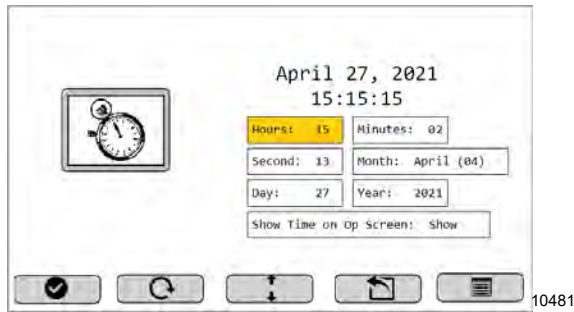 April 27, 2021
15:15:15
Hours: 15 Minutes: 02
Second: 13 Month: April (04)
Day: 27 Year: 2021
Show Time on Op Screen: Show
10481